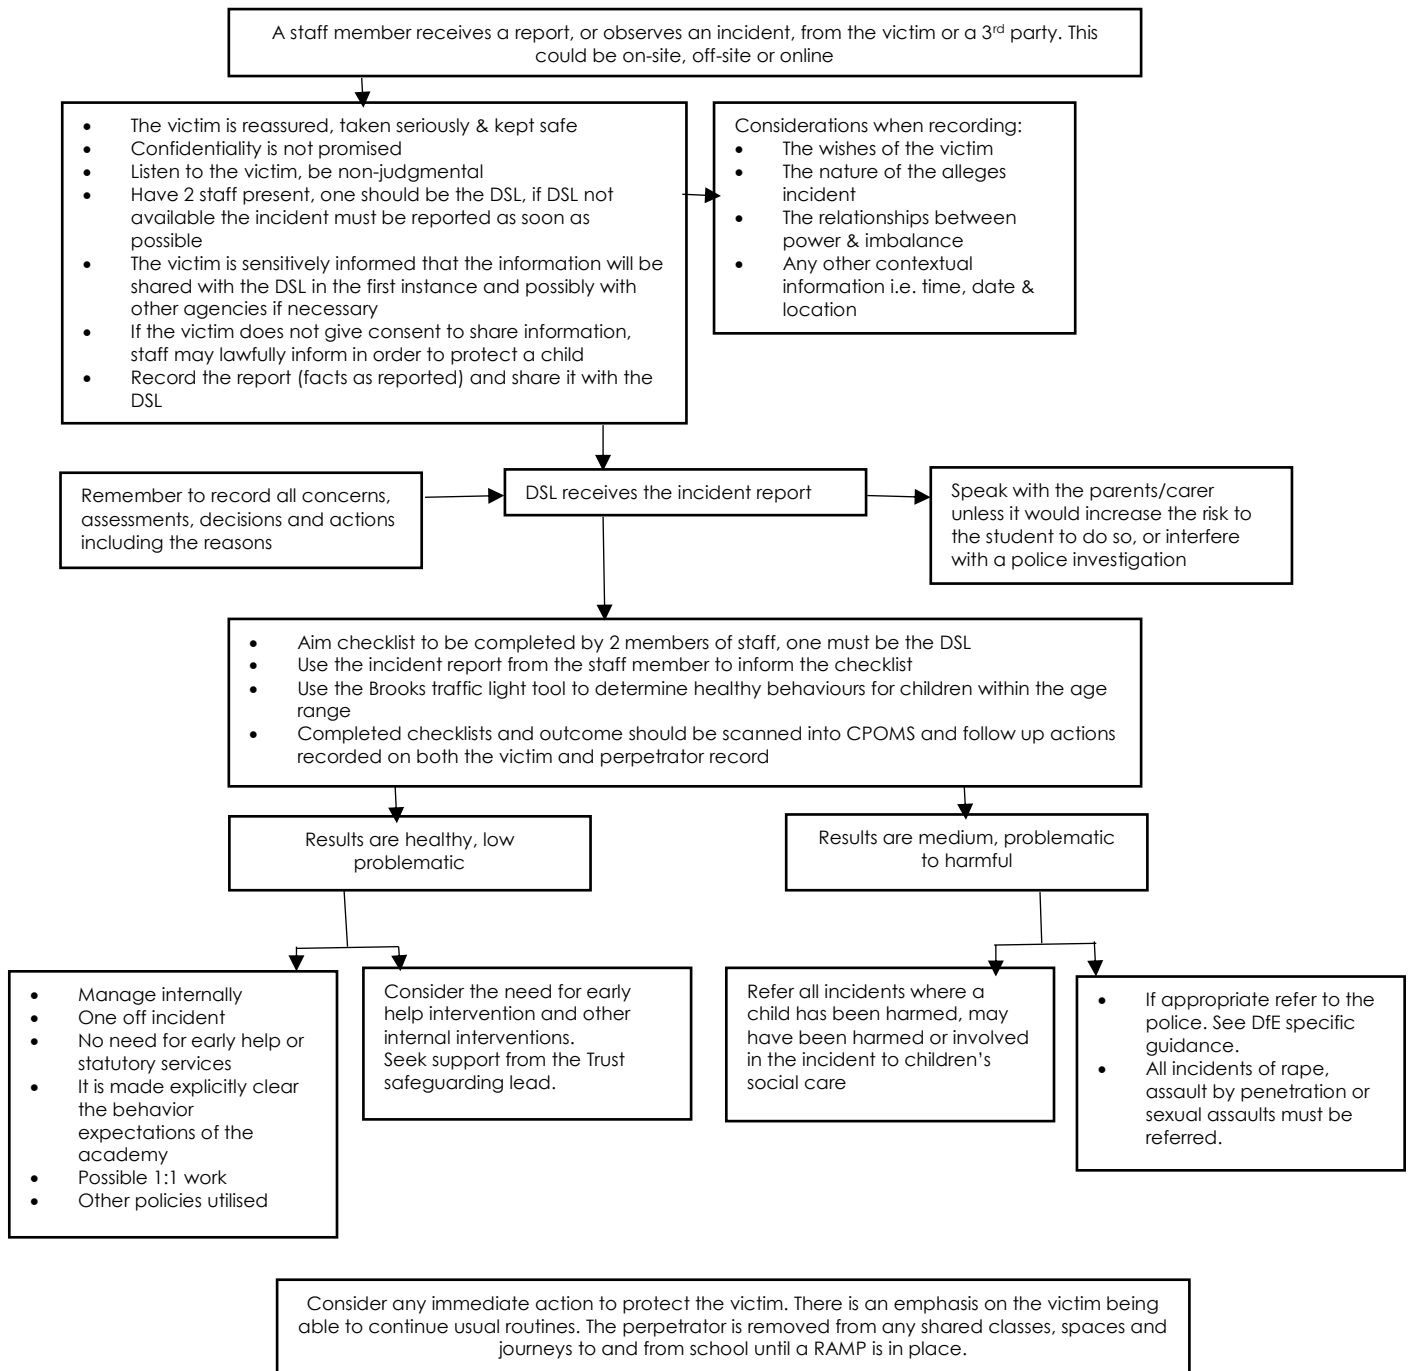 A staff member receives a report, or observes an incident, from the victim or a 3rd party. This
could be on-site, off-site or online
• The victim is reassured, taken seriously & kept safe
• Confidentiality is not promised
• Listen to the victim, be non-judgmental
• Have 2 staff present, one should be the DSL, if DSL not
available the incident must be reported as soon as
possible
• The victim is sensitively informed that the information will be
shared with the DSL in the first instance and possibly with
other agencies if necessary
• If the victim does not give consent to share information,
staff may lawfully inform in order to protect a child
• Record the report (facts as reported) and share it with the
DSL
Considerations when recording:
• The wishes of the victim
• The nature of the alleges
incident
• The relationships between
power & imbalance
• Any other contextual
information i.e. time, date &
location
Remember to record all concerns,
assessments, decisions and actions
including the reasons
DSL receives the incident report
Speak with the parents/carer
unless it would increase the risk to
the student to do so, or interfere
with a police investigation
• Aim checklist to be completed by 2 members of staff, one must be the DSL
• Use the incident report from the staff member to inform the checklist
• Use the Brooks traffic light tool to determine healthy behaviours for children within the age
range
• Completed checklists and outcome should be scanned into CPOMS and follow up actions
recorded on both the victim and perpetrator record
Results are healthy, low
problematic
Results are medium, problematic
to harmful
• Manage internally
• One off incident
• No need for early help or
statutory services
• It is made explicitly clear
the behavior
expectations of the
academy
• Possible 1:1 work
• Other policies utilised
Consider the need for early
help intervention and other
internal interventions.
Seek support from the Trust
safeguarding lead.
Refer all incidents where a
child has been harmed, may
have been harmed or involved
in the incident to children's
social care
• If appropriate refer to the
police. See DfE specific
guidance.
• All incidents of rape,
assault by penetration or
sexual assaults must be
referred.
Consider any immediate action to protect the victim. There is an emphasis on the victim being
able to continue usual routines. The perpetrator is removed from any shared classes, spaces and
journeys to and from school until a RAMP is in place.